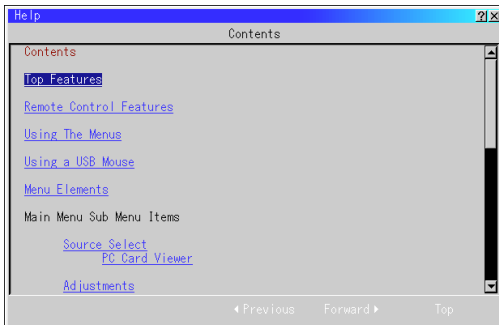 Help
Contents
Contents
Top Features
Remote Control Features
Using The Menus
Using a USB Mouse
Menu Elements
Main Menu Sub Menu Items
Source Select
PC Card Viewer
Adjustments
Previous Forward Top